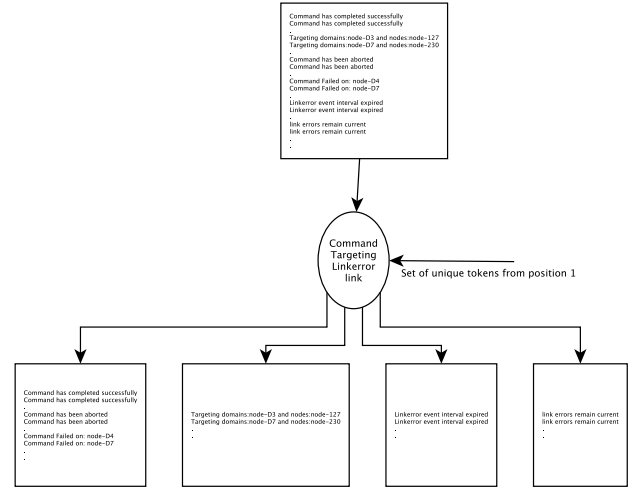 Command has completed successfully
Command has completed successfully
.
Targeting domains:node-D3 and nodes:node-127
Targeting domains:node-D7 and nodes:node-230
.
Command has been aborted
Command has been aborted
.
Command Failed on: node-D4
Command Failed on: node-D7
.
Linkerror event interval expired
Linkerror event interval expired
.
link errors remain current
link errors remain current
.
.
Command
Targeting
Linkerror
link
Set of unique tokens from position 1
Command has completed successfully
Command has completed successfully
.
Command has been aborted
Command has been aborted
.
Command Failed on: node-D4
Command Failed on: node-D7
.
.
Targeting domains:node-D3 and nodes:node-127
Targeting domains:node-D7 and nodes:node-230
.
.
Linkerror event interval expired
Linkerror event interval expired
.
.
link errors remain current
link errors remain current
.
.